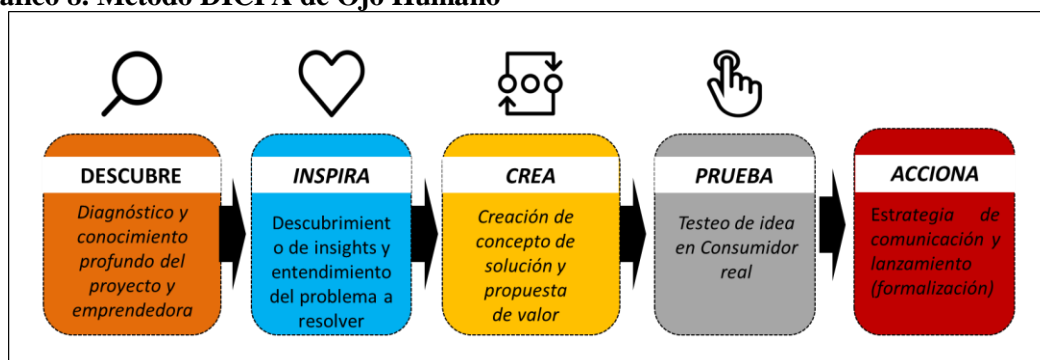 áfico 8. Método DICPA de Ojo Humano
DESCUBRE
Diagnóstico y
conocimiento
profundo del
proyecto y
emprendedora
INSPIRA
Descubrimient
o de insights y
entendimiento
del problema a
resolver
CREA
Creación de
concepto de
solución y
propuesta
de valor
PRUEBA
Testeo de idea
en Consumidor
real
ACCIONA
Estrategia de
comunicación y
lanzamiento
(formalización)